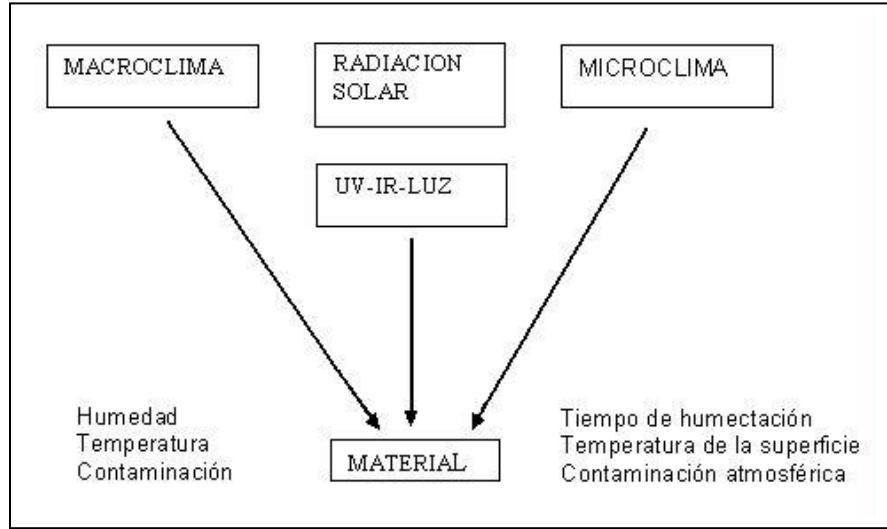 MACROCLIMA
RADIACION
SOLAR
MICROCLIMA
UV-IR-LUZ
Humedad
Temperatura
Contaminación
MATERIAL
Tiempo de humectación
Temperatura de la superficie
Contaminación atmosférica